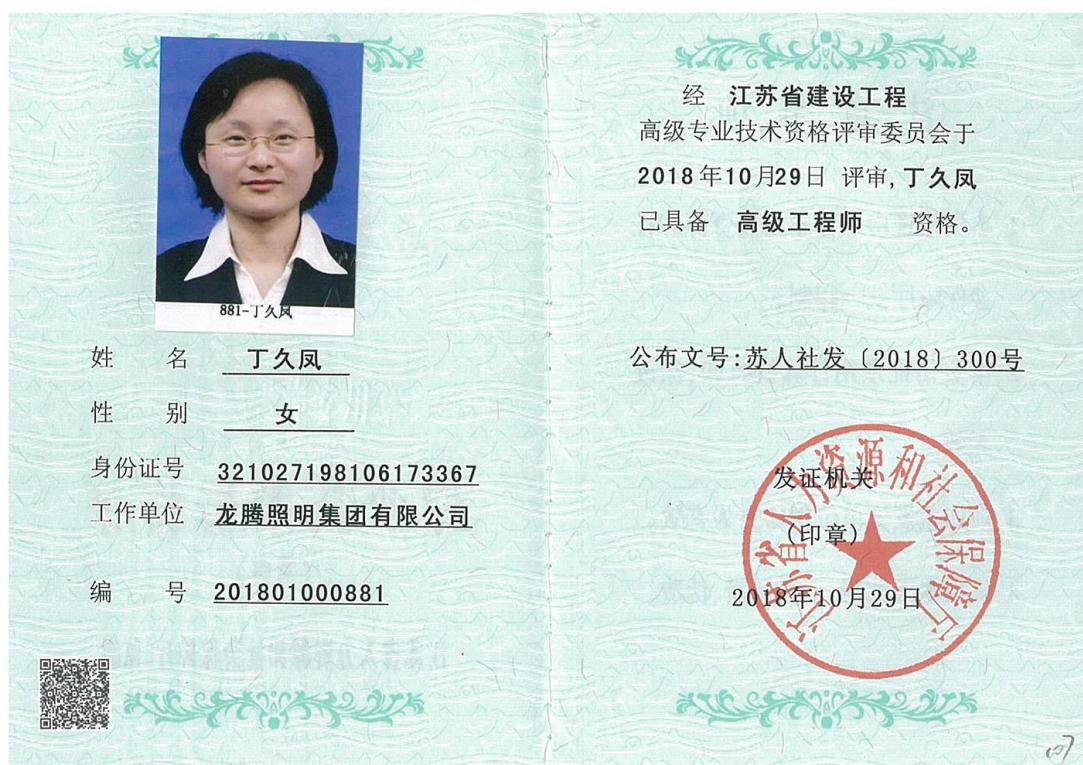 881-丁久凤
姓 名 丁久凤
性 别 女
身份证号 321027198106173367
工作单位 龙腾照明集团有限公司
编 号 201801000881
经 江苏省建设工程
高级专业技术资格评审委员会于
2018年10月29日 评审,丁久凤
已具备 高级工程师 资格。
公布文号:苏人社发〔2018〕300号
江苏省人力资源和社会保障厅
发证机关
(印章)
2018年10月29日